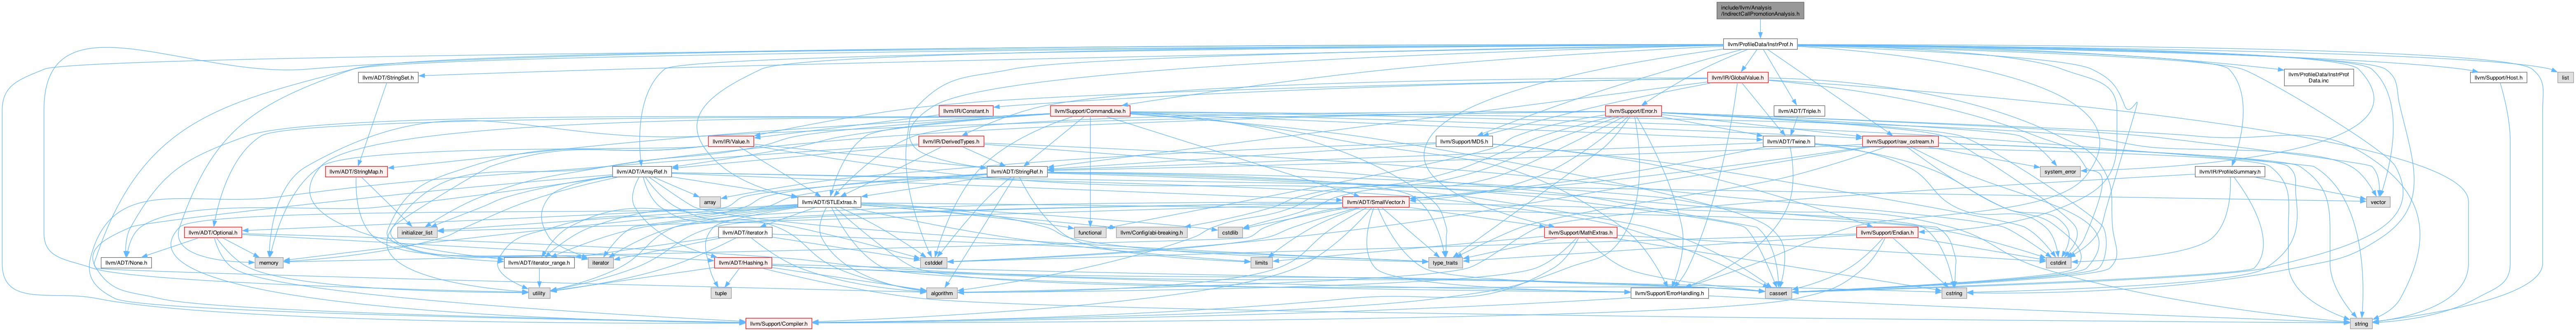 include/llvm/Analysis
/IndirectCallPromotionAnalysis.h
llvm/ProfileData/InstrProf.h
llvm/ADT/StringSet.h
llvm/IR/GlobalValue.h
llvm/ProfileData/InstrProf
Data.inc
llvm/Support/Host.h
list
llvm/IR/Constant.h
llvm/Support/CommandLine.h
llvm/Support/Error.h
llvm/ADT/Triple.h
llvm/IR/Value.h
llvm/IR/DerivedTypes.h
llvm/Support/MD5.h
llvm/ADT/Twine.h
llvm/Support/raw_ostream.h
llvm/ADT/StringMap.h
llvm/ADT/ArrayRef.h
llvm/ADT/StringRef.h
system_error
llvm/IR/ProfileSummary.h
array
llvm/ADT/STLExtras.h
llvm/ADT/SmallVector.h
vector
llvm/ADT/Optional.h
initializer_list
llvm/ADT/iterator.h
functional
llvm/Config/abi-breaking.h
cstdlib
llvm/Support/MathExtras.h
llvm/Support/Endian.h
llvm/ADT/None.h
memory
llvm/ADT/iterator_range.h
iterator
llvm/ADT/Hashing.h
cstddef
limits
type_traits
cstdint
utility
tuple
algorithm
llvm/Support/ErrorHandling.h
cassert
cstring
llvm/Support/Compiler.h
string